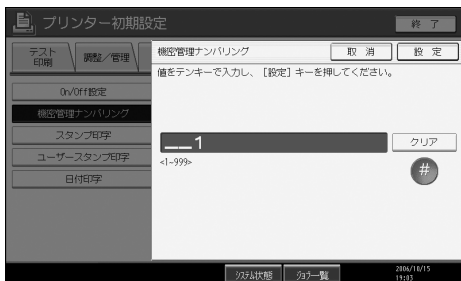 プリンター初期設定
終 了
テスト
印刷
調整／管理
機密管理ナンバリング
取 消
設 定
値をテンキーで入力し、［設定］キーを押してください。
On/Off設定
機密管理ナンバリング
スタンプ印字
ユーザースタンプ印字
日付印字
__1
クリア
<1-999>
#
システム状態
ジョブ一覧
2006/10/15
19:03